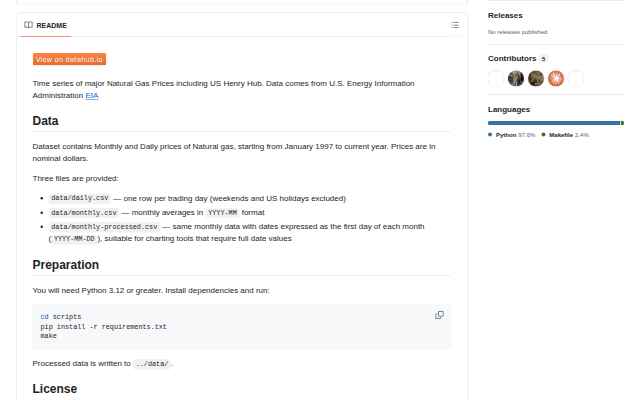 README
View on datahub.io
Time series of major Natural Gas Prices including US Henry Hub. Data comes from U.S. Energy Information
Administration EIA
Data
Dataset contains Monthly and Daily prices of Natural gas, starting from January 1997 to current year. Prices are in
nominal dollars.
Three files are provided:
• data/daily.csv — one row per trading day (weekends and US holidays excluded)
• data/monthly.csv — monthly averages in YYYY-MM format
• data/monthly-processed.csv — same monthly data with dates expressed as the first day of each month
(YYYY-MM-DD), suitable for charting tools that require full date values
Preparation
You will need Python 3.12 or greater. Install dependencies and run:
cd scripts
pip install -r requirements.txt
make
Processed data is written to ../data/.
License
Releases
No releases published
Contributors 5
Languages
Python 97.6% Makefile 2.4%